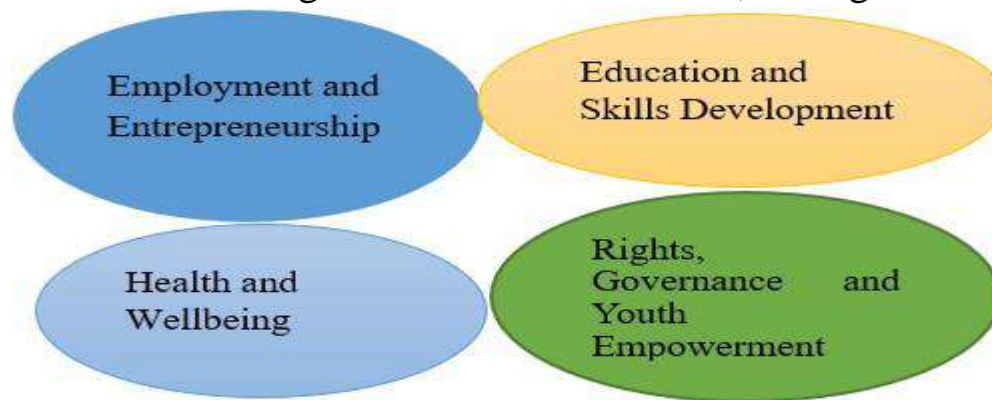 Employment and
Entrepreneurship
Education and
Skills Development
Health and
Wellbeing
Rights,
Governance and
Youth
Empowerment